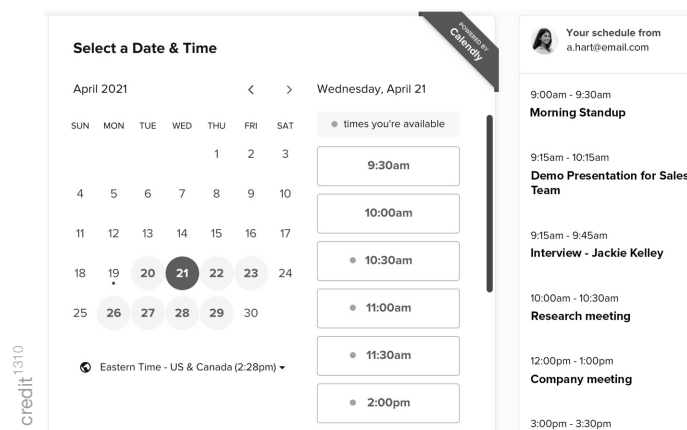 Select a Date & Time
POWERED BY
Calendly
April 2021
<
>
SUN MON TUE WED THU FRI SAT
1 2 3
4 5 6 7 8 9 10
11 12 13 14 15 16 17
18 19 20 21 22 23 24
25 26 27 28 29 30
Eastern Time - US & Canada (2:28pm)
Wednesday, April 21
times you're available
9:30am
10:00am
10:30am
11:00am
11:30am
2:00pm
Your schedule from
a.hart@email.com
9:00am - 9:30am
Morning Standup
9:15am - 10:15am
Demo Presentation for Sales
Team
9:15am - 9:45am
Interview - Jackie Kelley
10:00am - 10:30am
Research meeting
12:00pm - 1:00pm
Company meeting
3:00pm - 3:30pm
credit1310